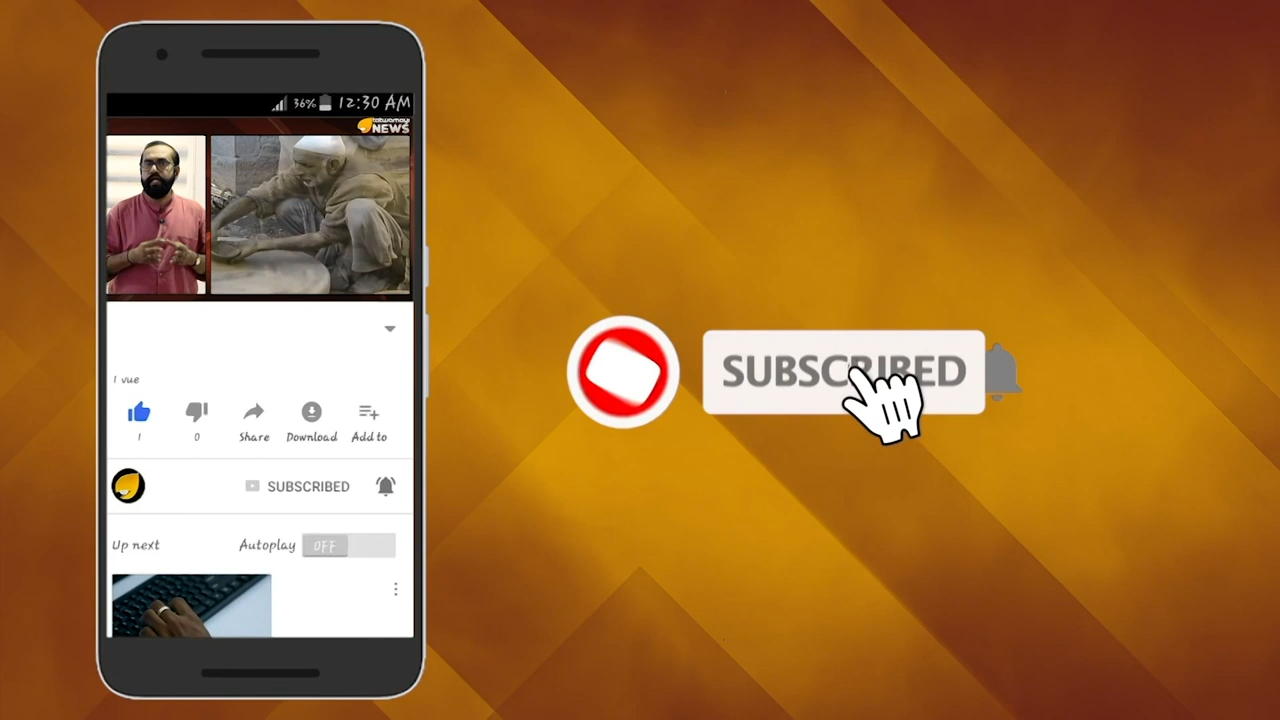 36% 12:30 AM
tatwamayi
NEWS
1 vue
1
0
Share
Download
Add to
SUBSCRIBED
Up next
Autoplay
OFF
SUBSCRIBED